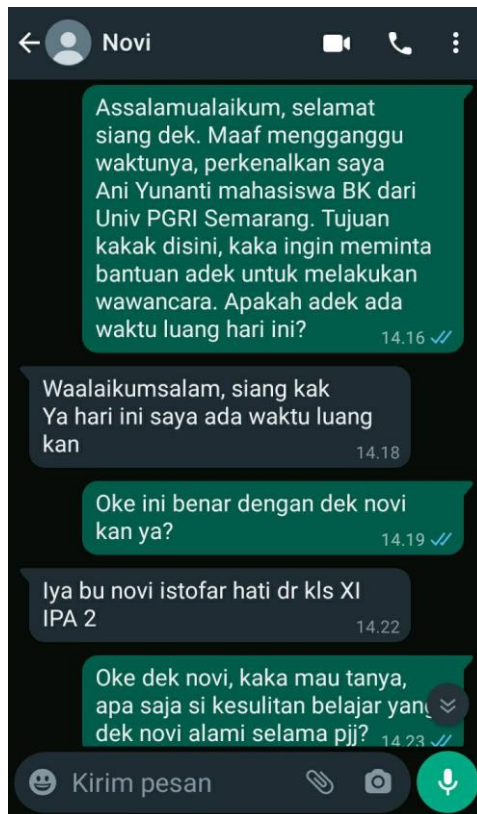 Novi
Assalamualaikum, selamat
siang dek. Maaf mengganggu
waktunya, perkenalkan saya
Ani Yunanti mahasiswa BK dari
Univ PGRI Semarang. Tujuan
kakak disini, kaka ingin meminta
bantuan adek untuk melakukan
wawancara. Apakah adek ada
waktu luang hari ini? 14.16
Waalaikumsalam, siang kak
Ya hari ini saya ada waktu luang
kan 14.18
Oke ini benar dengan dek novi
kan ya? 14.19
Iya bu novi istofar hati dr kls XI
IPA 2 14.22
Oke dek novi, kaka mau tanya,
apa saja si kesulitan belajar yang
dek novi alami selama pjj? 14.23
Kirim pesan